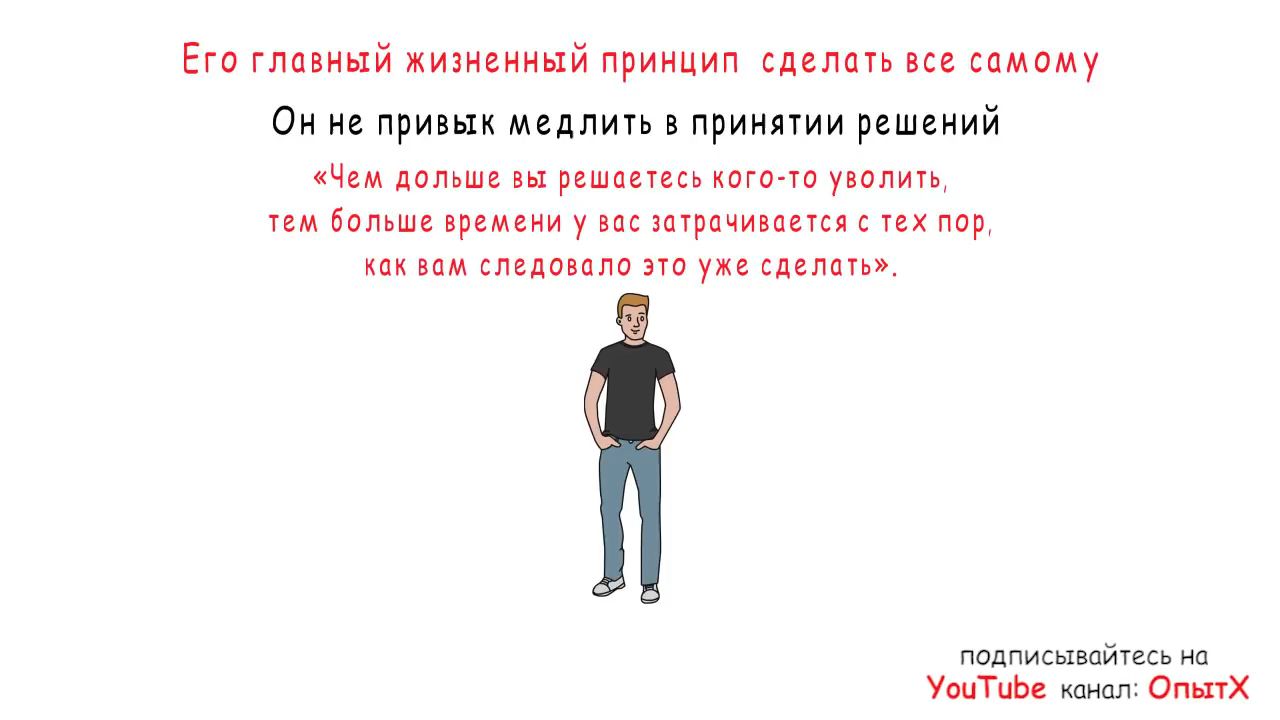 Его главный жизненный принцип сделать все самому
Он не привык медлить в принятии решений
«Чем дольше вы решаетесь кого-то уволить,
тем больше времени у вас затрачивается с тех пор,
как вам следовало это уже сделать».
подписывайтесь на
YouTube канал: ОпытX